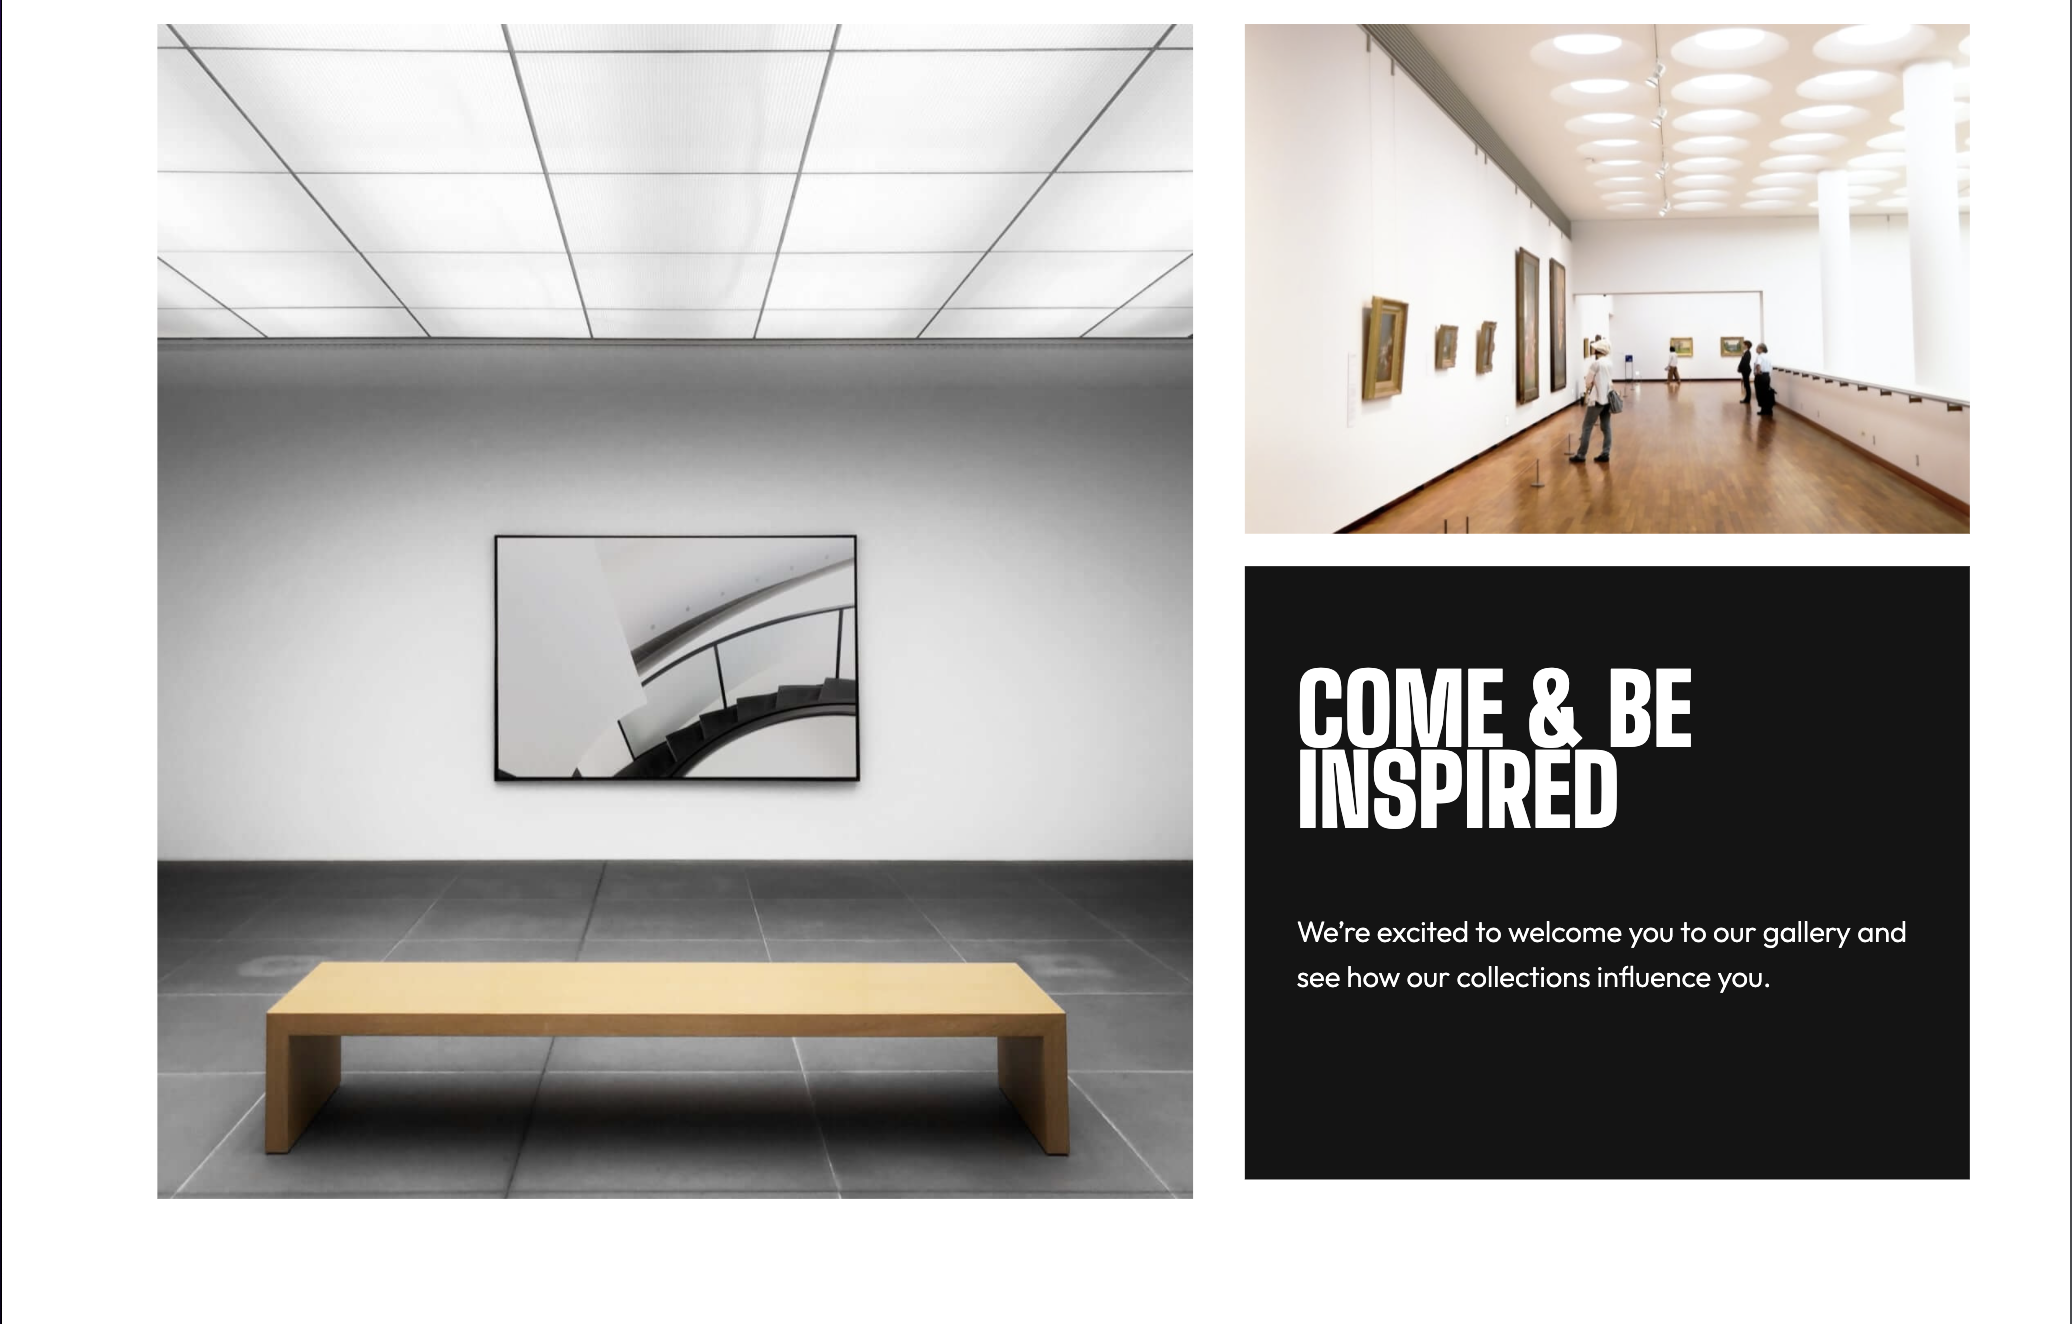 COME & BE
INSPIRED
We’re excited to welcome you to our gallery and
see how our collections influence you.